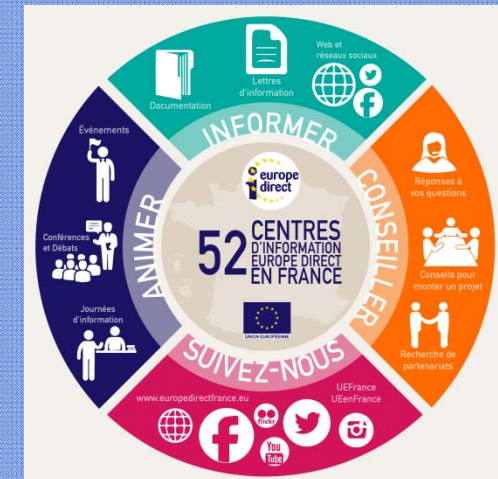 Web et
réseaux sociaux
Lettres
d'information
Documentation
INFORMER
Événements
Conférences
et Débats
Journées
d'information
ANIMER
europe
direct
52 CENTRES
D'INFORMATION
EUROPE DIRECT
EN FRANCE
UNION EUROPÉENNE
CONSEILLER
Réponses à
vos questions
Conseils pour
monter un projet
Recherche de
partenariats
SUIVEZ-NOUS
www.europedirectfrance.eu
UEFrance
UEenFrance
flickr
You
Tube